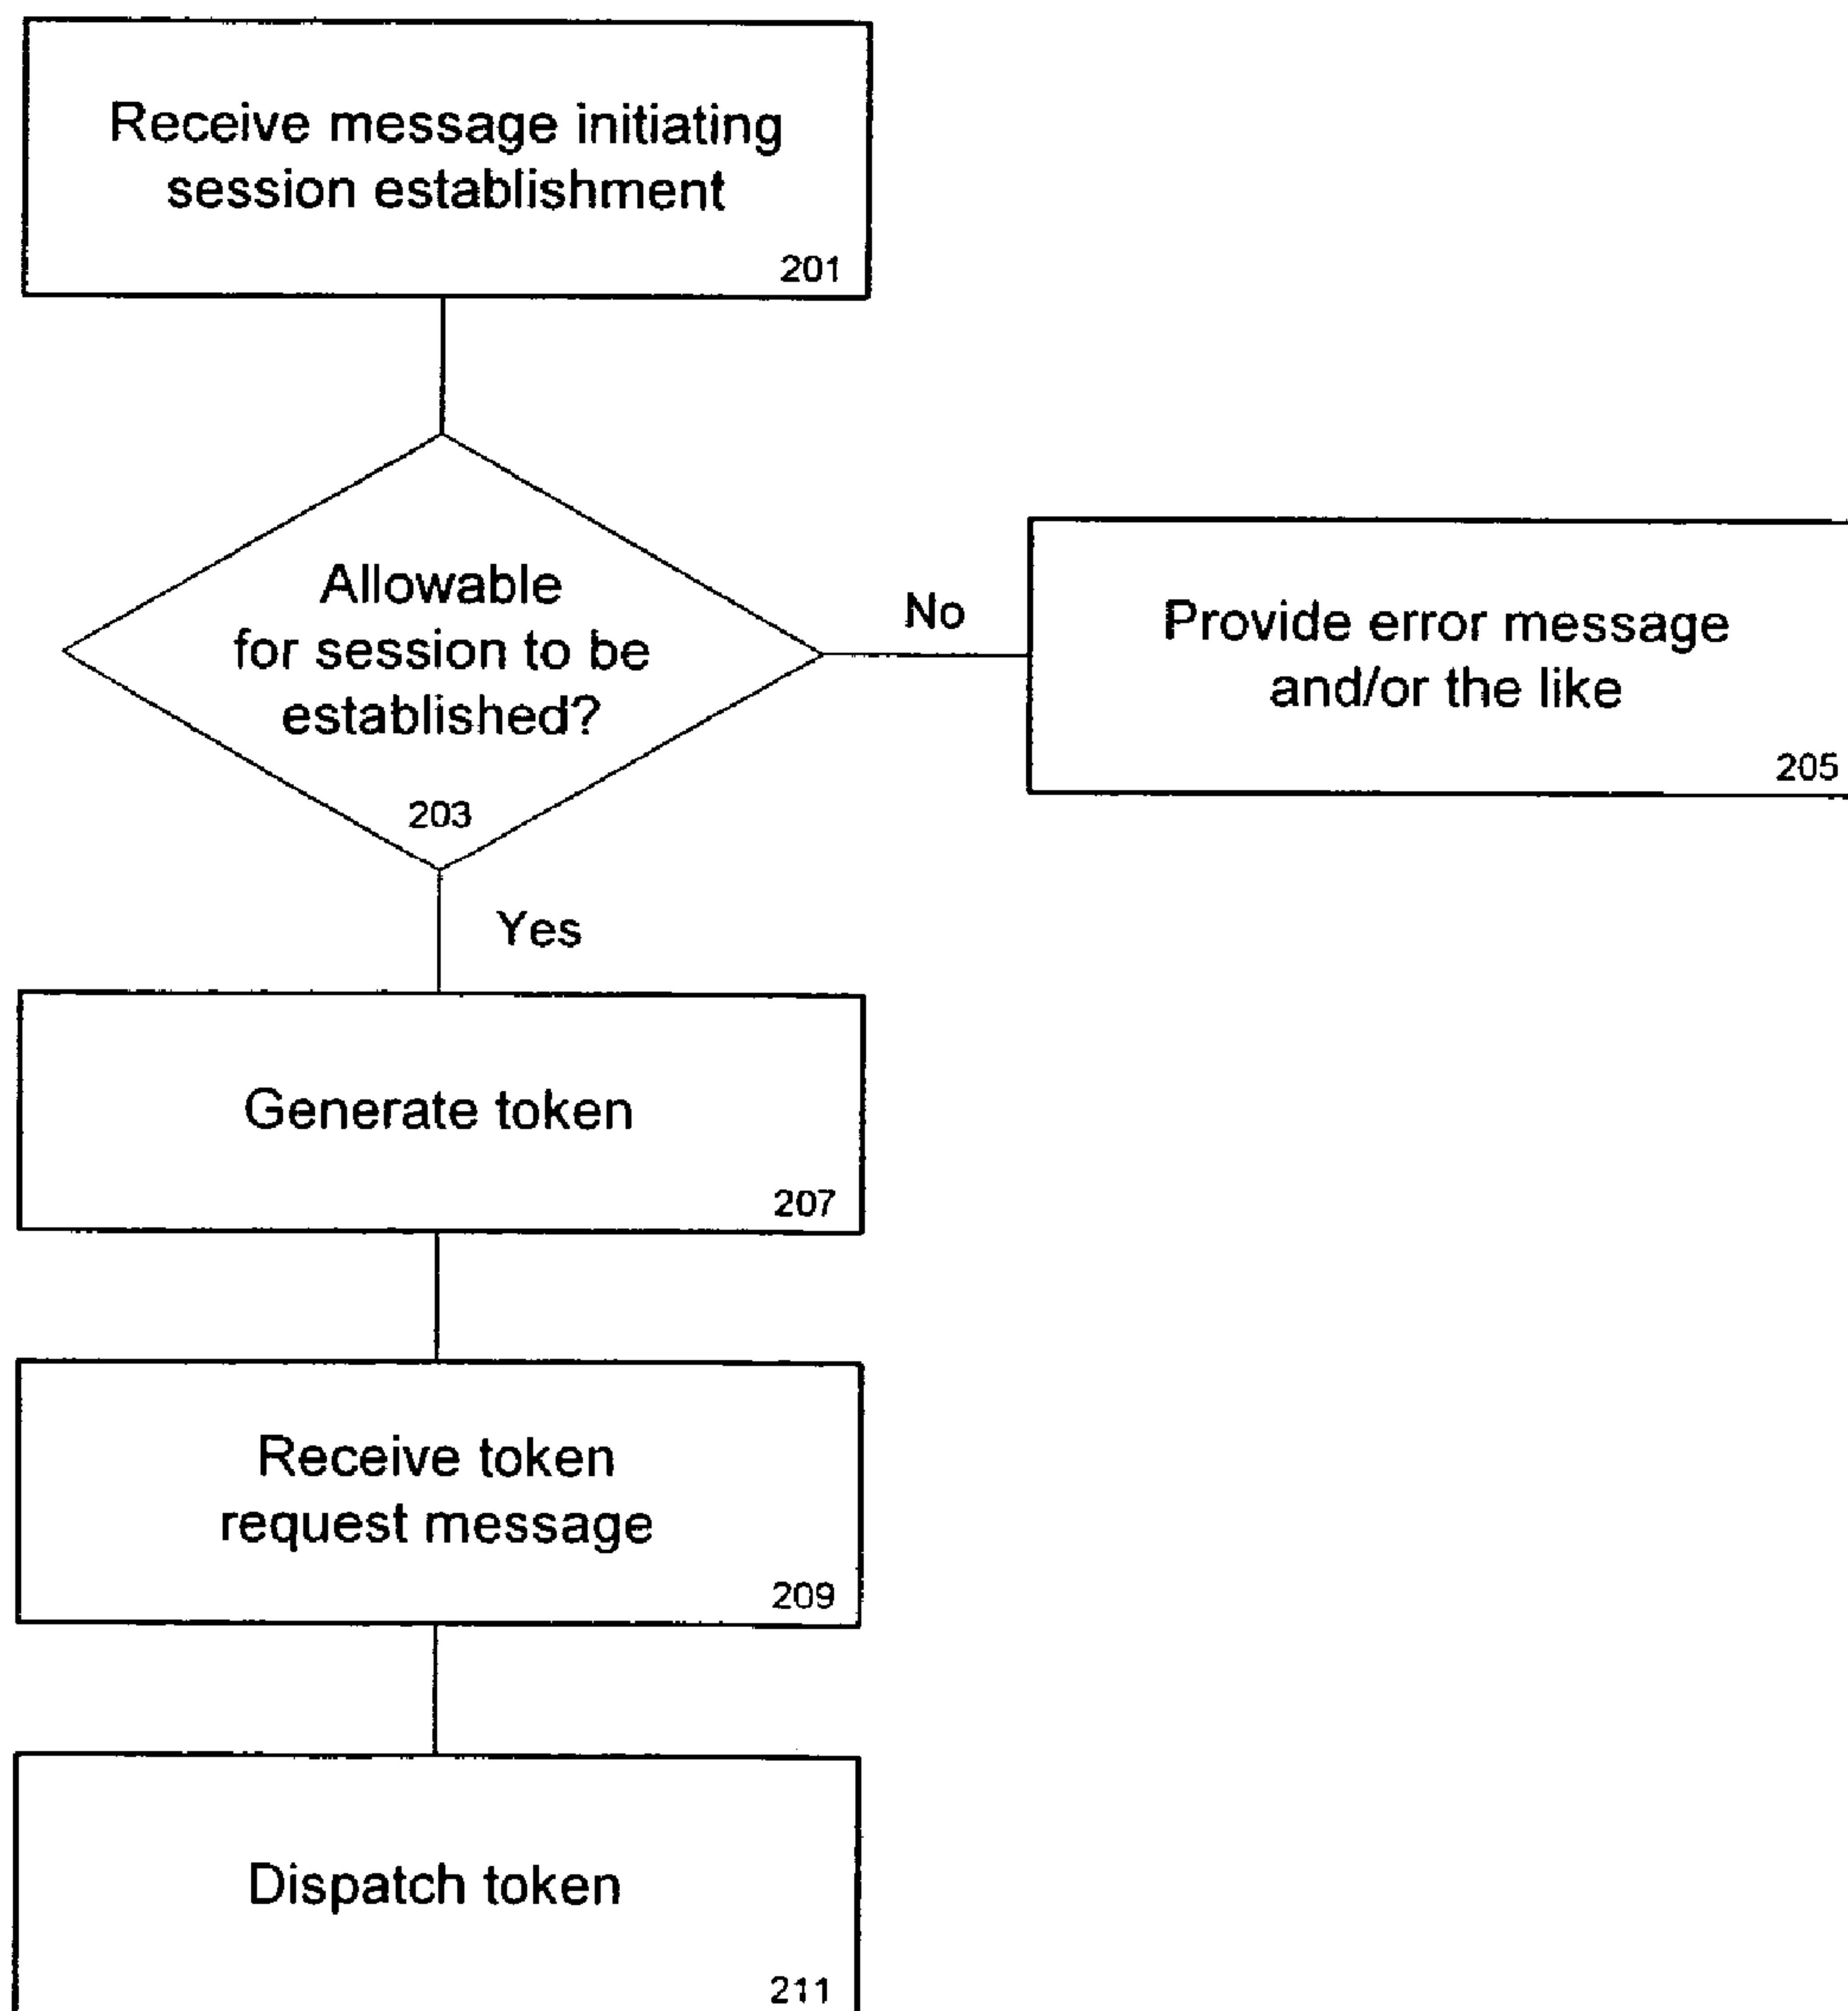 Receive message initiating
session establishment
201
Allowable
for session to be
established?
203
No
Provide error message
and/or the like
205
Yes
Generate token
207
Receive token
request message
209
Dispatch token
211